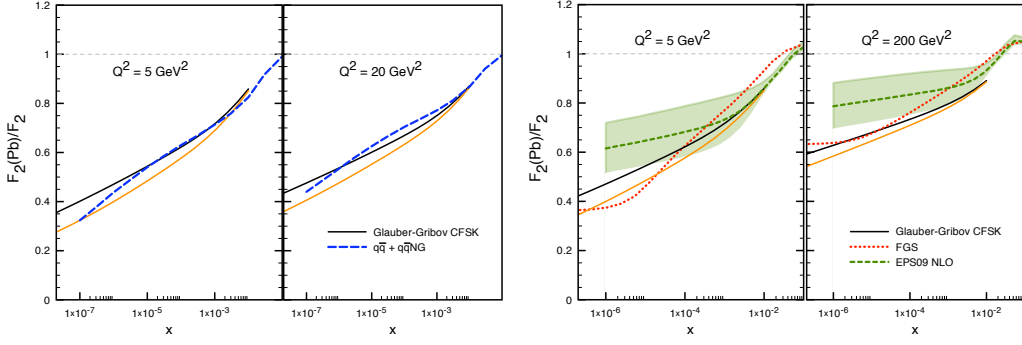 F2(Pb)/F2
1.2
1
0.8
0.6
0.4
0.2
0
Q² = 5 GeV²
1×10⁻⁷
1×10⁻⁵
1×10⁻³
x
Q² = 20 GeV²
Glauber-Gribov CFSK
qq̅ + qq̅NG
1×10⁻⁷
1×10⁻⁵
1×10⁻³
x
F2(Pb)/F2
1.2
1
0.8
0.6
0.4
0.2
0
Q² = 5 GeV²
1×10⁻⁶
1×10⁻⁴
1×10⁻²
x
Q² = 200 GeV²
Glauber-Gribov CFSK
FGS
EPS09 NLO
1×10⁻⁶
1×10⁻⁴
1×10⁻²
x